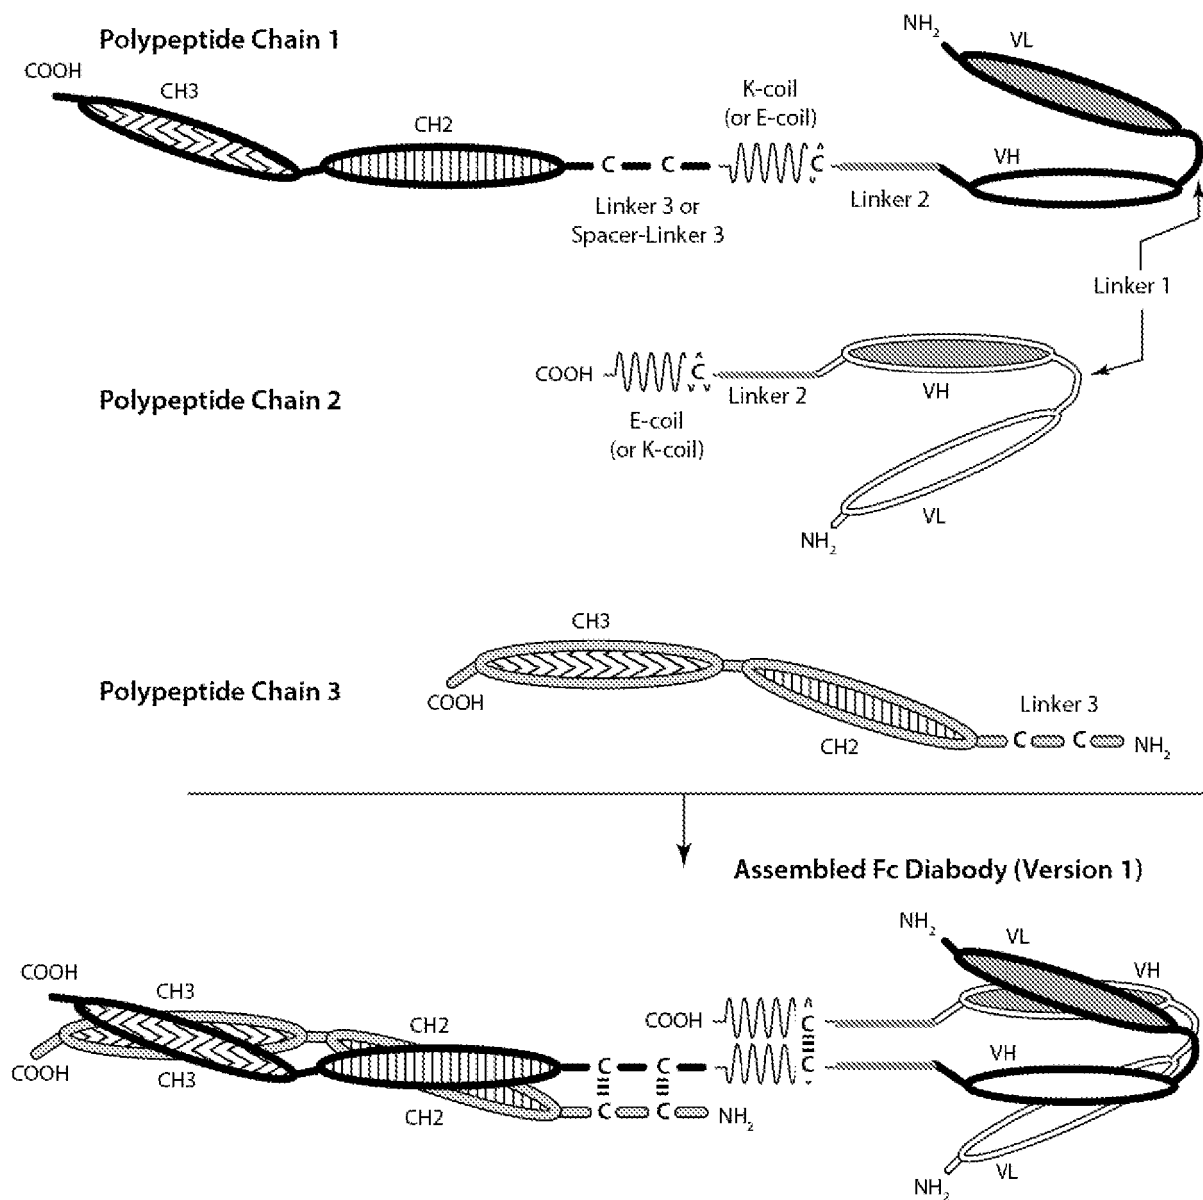 Polypeptide Chain 1
NH2
VL
COOH
CH3
CH2
K-coil
(or E-coil)
VH
C C C
Linker 3 or
Spacer-Linker 3
Linker 2
Linker 1
Polypeptide Chain 2
COOH
C
Linker 2
VH
E-coil
(or K-coil)
VL
NH2
Polypeptide Chain 3
CH3
COOH
CH2
Linker 3
C C NH2
Assembled Fc Diabody (Version 1)
NH2
VL
VH
COOH
CH3
CH2
COOH C
VH
C C C
COOH
CH3
CH2
C C NH2
VL
NH2